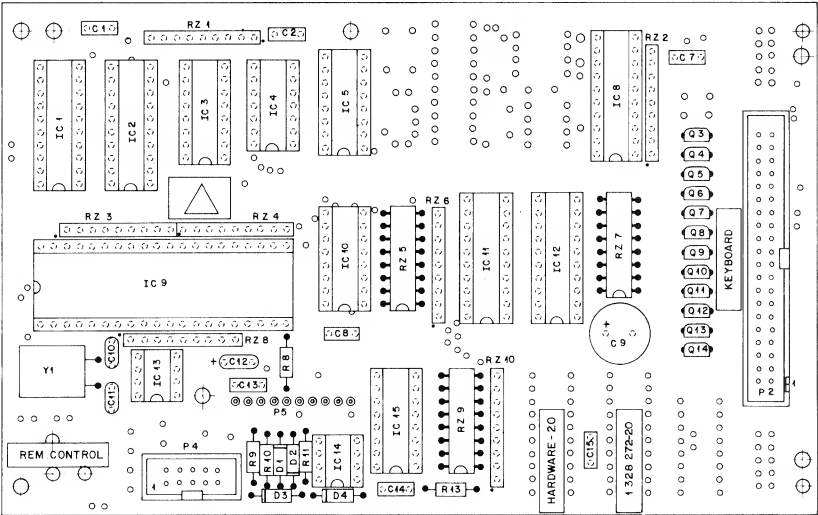 C1
RZ 1
C2
RZ 2
C7
IC 1
IC 2
IC 3
IC 4
IC 5
IC 8
Q3
Q4
Q5
Q6
Q7
Q8
Q9
Q10
Q11
Q12
Q13
Q14
KEYBOARD
RZ 3
RZ 4
IC 10
RZ 5
RZ 6
IC 11
IC 12
RZ 7
IC 9
C8
+
C9
RZ 8
Y1
C10
C11
IC 13
+
C12
C13
R8
RZ 10
P5
P2
1
REM CONTROL
P4
1
R9
R10
D1
D2
R11
IC 14
D3
D4
IC 15
C14
RZ 9
R13
HARDWARE-20
C15
1 328 272-20